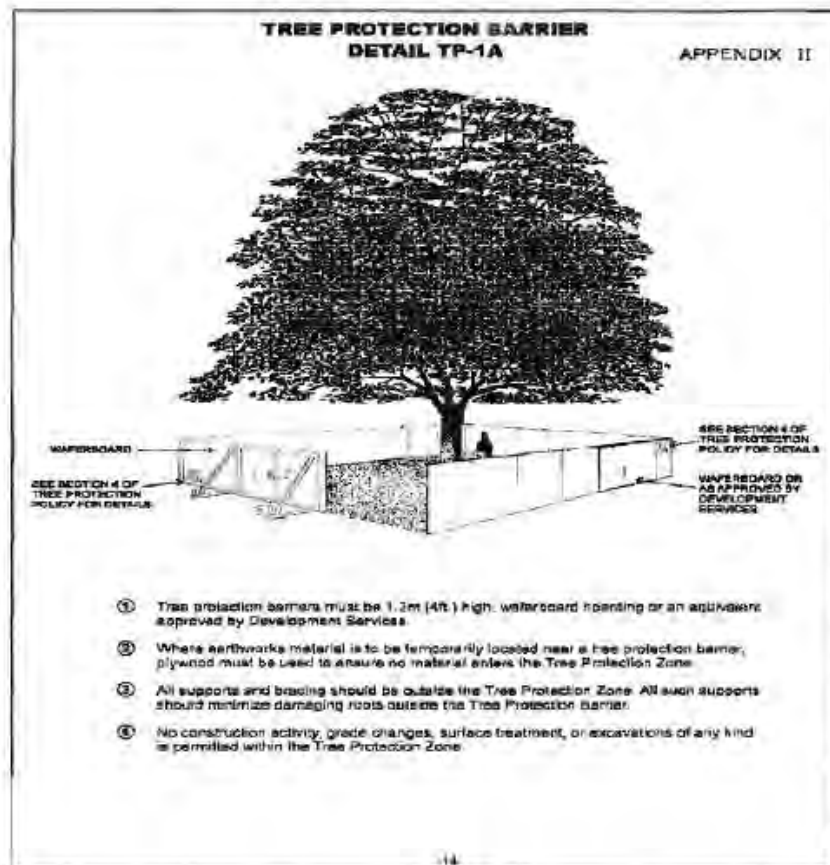 TREE PROTECTION BARRIER
DETAIL TP-1A
APPENDIX II
WAFERBOARD
SEE SECTION 4 OF
TREE PROTECTION
POLICY FOR DETAILS
SEE SECTION 4 OF
TREE PROTECTION
POLICY FOR DETAILS
WAFERBOARD OR
AS APPROVED BY
DEVELOPMENT
SERVICES
① Tree protection barriers must be 1.2m (4ft.) high, waferboard hoarding or an equivalent
approved by Development Services.
② Where earthworks material is to be temporarily located near a tree protection barrier,
plywood must be used to ensure no material enters the Tree Protection Zone
③ All supports and bracing should be outside the Tree Protection Zone. All such supports
should minimize damaging roots outside the Tree Protection Barrier.
④ No construction activity, grade changes, surface treatment, or excavations of any kind
is permitted within the Tree Protection Zone.
-14-